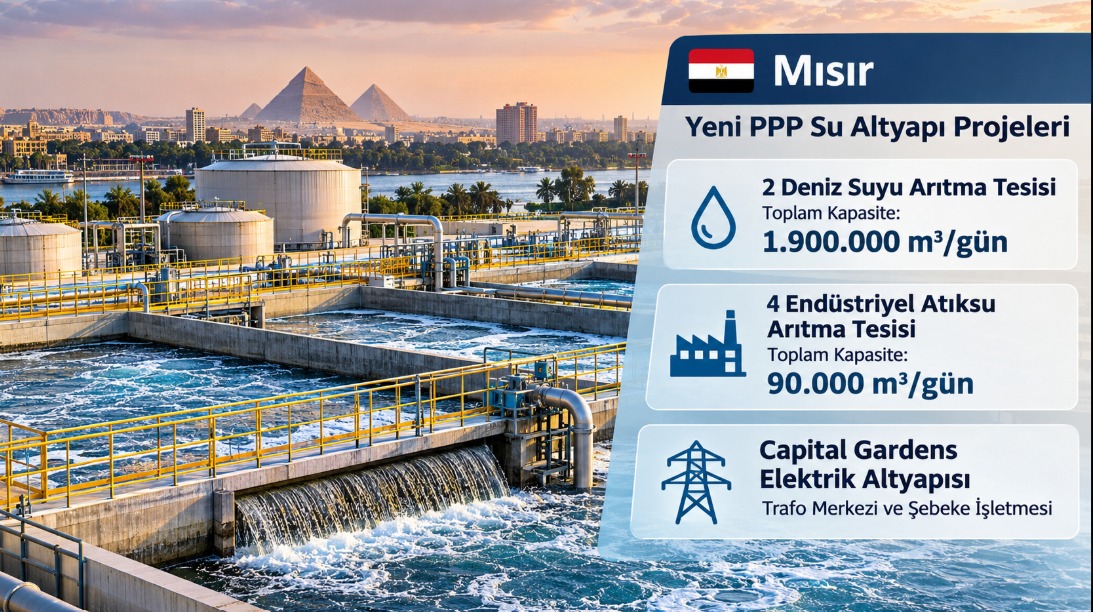 Mısır
Yeni PPP Su Altyapı Projeleri
2 Deniz Suyu Arıtma Tesisi
Toplam Kapasite:
1.900.000 m³/gün
4 Endüstriyel Atıksu
Arıtma Tesisi
Toplam Kapasite:
90.000 m³/gün
Capital Gardens
Elektrik Altyapısı
Trafo Merkezi ve Şebeke İşletmesi